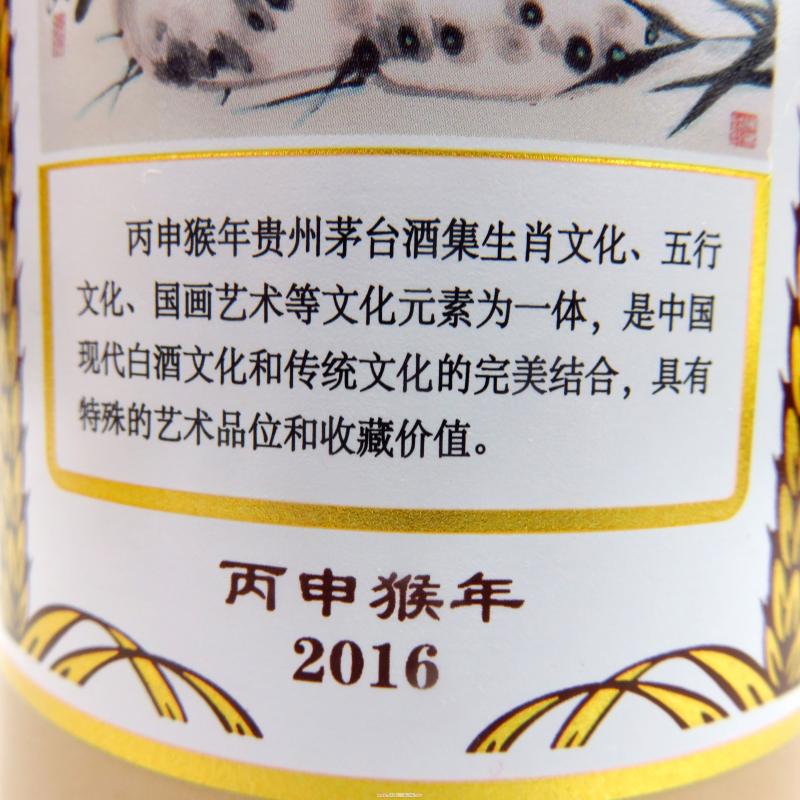 丙申猴年贵州茅台酒集生肖文化、五行
文化、国画艺术等文化元素为一体，是中国
现代白酒文化和传统文化的完美结合，具有
特殊的艺术品位和收藏价值。
丙申猴年
2016